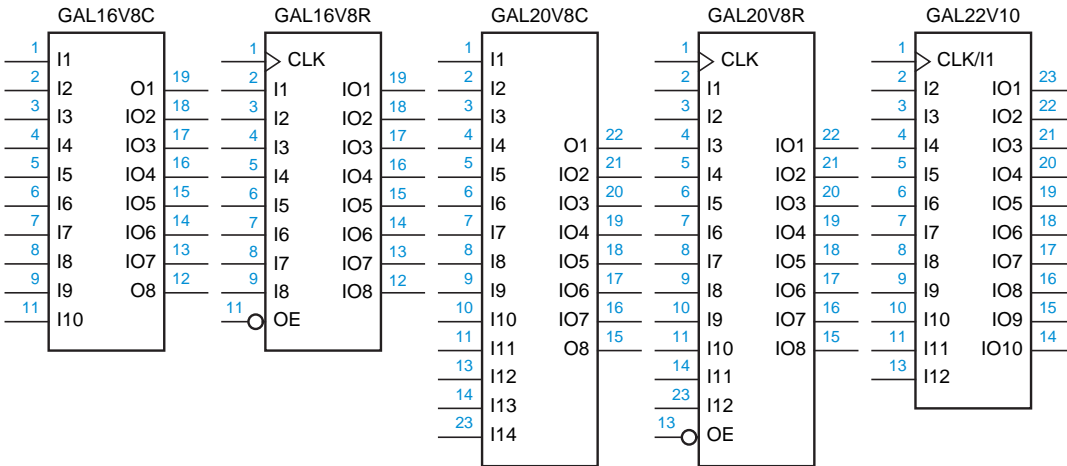 GAL16V8C GAL16V8R GAL20V8C GAL20V8R GAL22V10
1 I1
2 I2 O1 19
3 I3 IO2 18
4 I4 IO3 17
5 I5 IO4 16
6 I6 IO5 15
7 I7 IO6 14
8 I8 IO7 13
9 I9 O8 12
11 I10
1 CLK
2 I1 IO1 19
3 I2 IO2 18
4 I3 IO3 17
5 I4 IO4 16
6 I5 IO5 15
7 I6 IO6 14
8 I7 IO7 13
9 I8 IO8 12
11 OE
1 I1
2 I2
3 I3
4 I4 O1 22
5 I5 IO2 21
6 I6 IO3 20
7 I7 IO4 19
8 I8 IO5 18
9 I9 IO6 17
10 I10 IO7 16
11 I11 O8 15
13 I12
14 I13
23 I14
1 CLK
2 I1
3 I2
4 I3 IO1 22
5 I4 IO2 21
6 I5 IO3 20
7 I6 IO4 19
8 I7 IO5 18
9 I8 IO6 17
10 I9 IO7 16
11 I10 IO8 15
14 I11
23 I12
13 OE
1 CLK/I1
2 I2 IO1 23
3 I3 IO2 22
4 I4 IO3 21
5 I5 IO4 20
6 I6 IO5 19
7 I7 IO6 18
8 I8 IO7 17
9 I9 IO8 16
10 I10 IO9 15
11 I11 IO10 14
13 I12